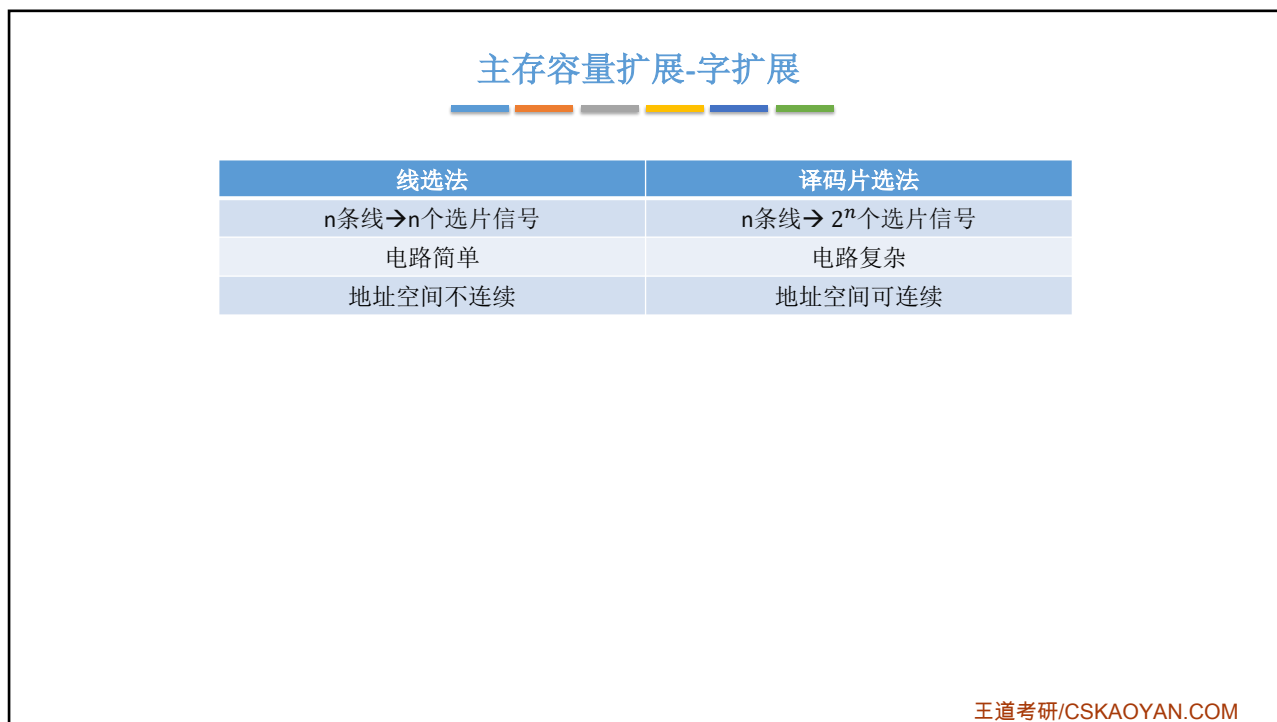 主存容量扩展-字扩展
线选法 译码片选法
n条线→n个选片信号 n条线→ 2ⁿ个选片信号
电路简单 电路复杂
地址空间不连续 地址空间可连续
王道考研/CSKAOYAN.COM